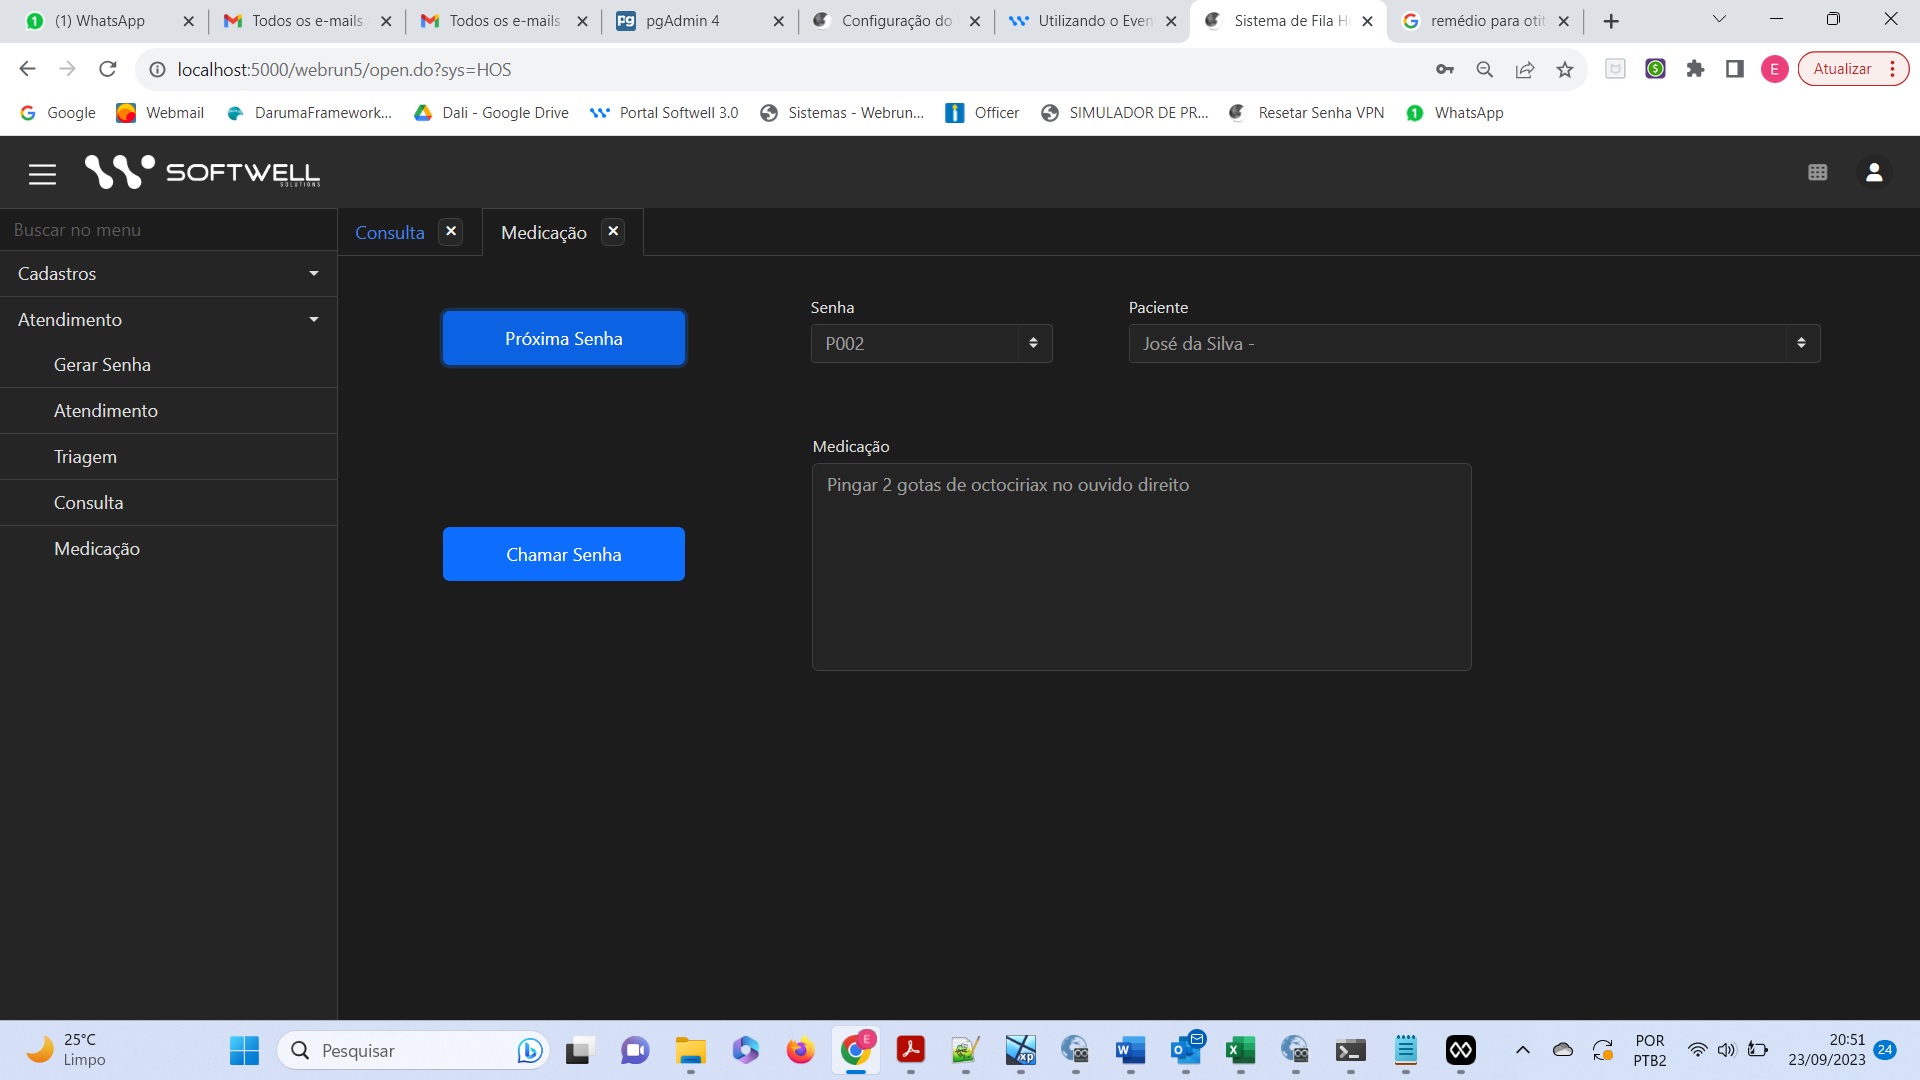 (1) WhatsApp
Todos os e-mails
Todos os e-mails
pgAdmin 4
Configuração do
Utilizando o Even
Sistema de Fila H
remédio para otit
localhost:5000/webrun5/open.do?sys=HOS
E
Atualizar
Google
Webmail
DarumaFramework...
Dali - Google Drive
Portal Softwell 3.0
Sistemas - Webrun...
Officer
SIMULADOR DE PR...
Resetar Senha VPN
WhatsApp
SOFTWELL
SOLUTIONS
Buscar no menu
Consulta
Medicação
Cadastros
Atendimento
Gerar Senha
Atendimento
Triagem
Consulta
Medicação
Próxima Senha
Senha
P002
Paciente
José da Silva -
Medicação
Pingar 2 gotas de octociriax no ouvido direito
Chamar Senha
25°C
Limpo
Pesquisar
POR
PTB2
20:51
23/09/2023
24